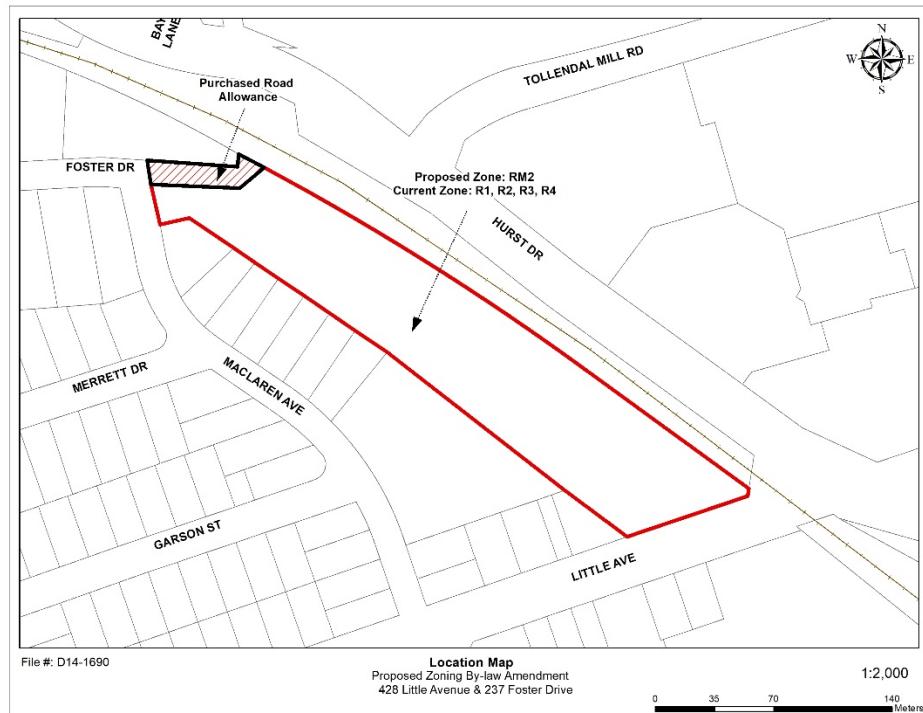 BAY
LANE
TOLLENDAL MILL RD
N
W
E
S
Purchased Road
Allowance
FOSTER DR
Proposed Zone: RM2
Current Zone: R1, R2, R3, R4
HURST DR
MERRETT DR
MACLAREN AVE
GARSON ST
LITTLE AVE
File #: D14-1690
Location Map
Proposed Zoning By-law Amendment
428 Little Avenue & 237 Foster Drive
1:2,000
0 35 70 140
Meters